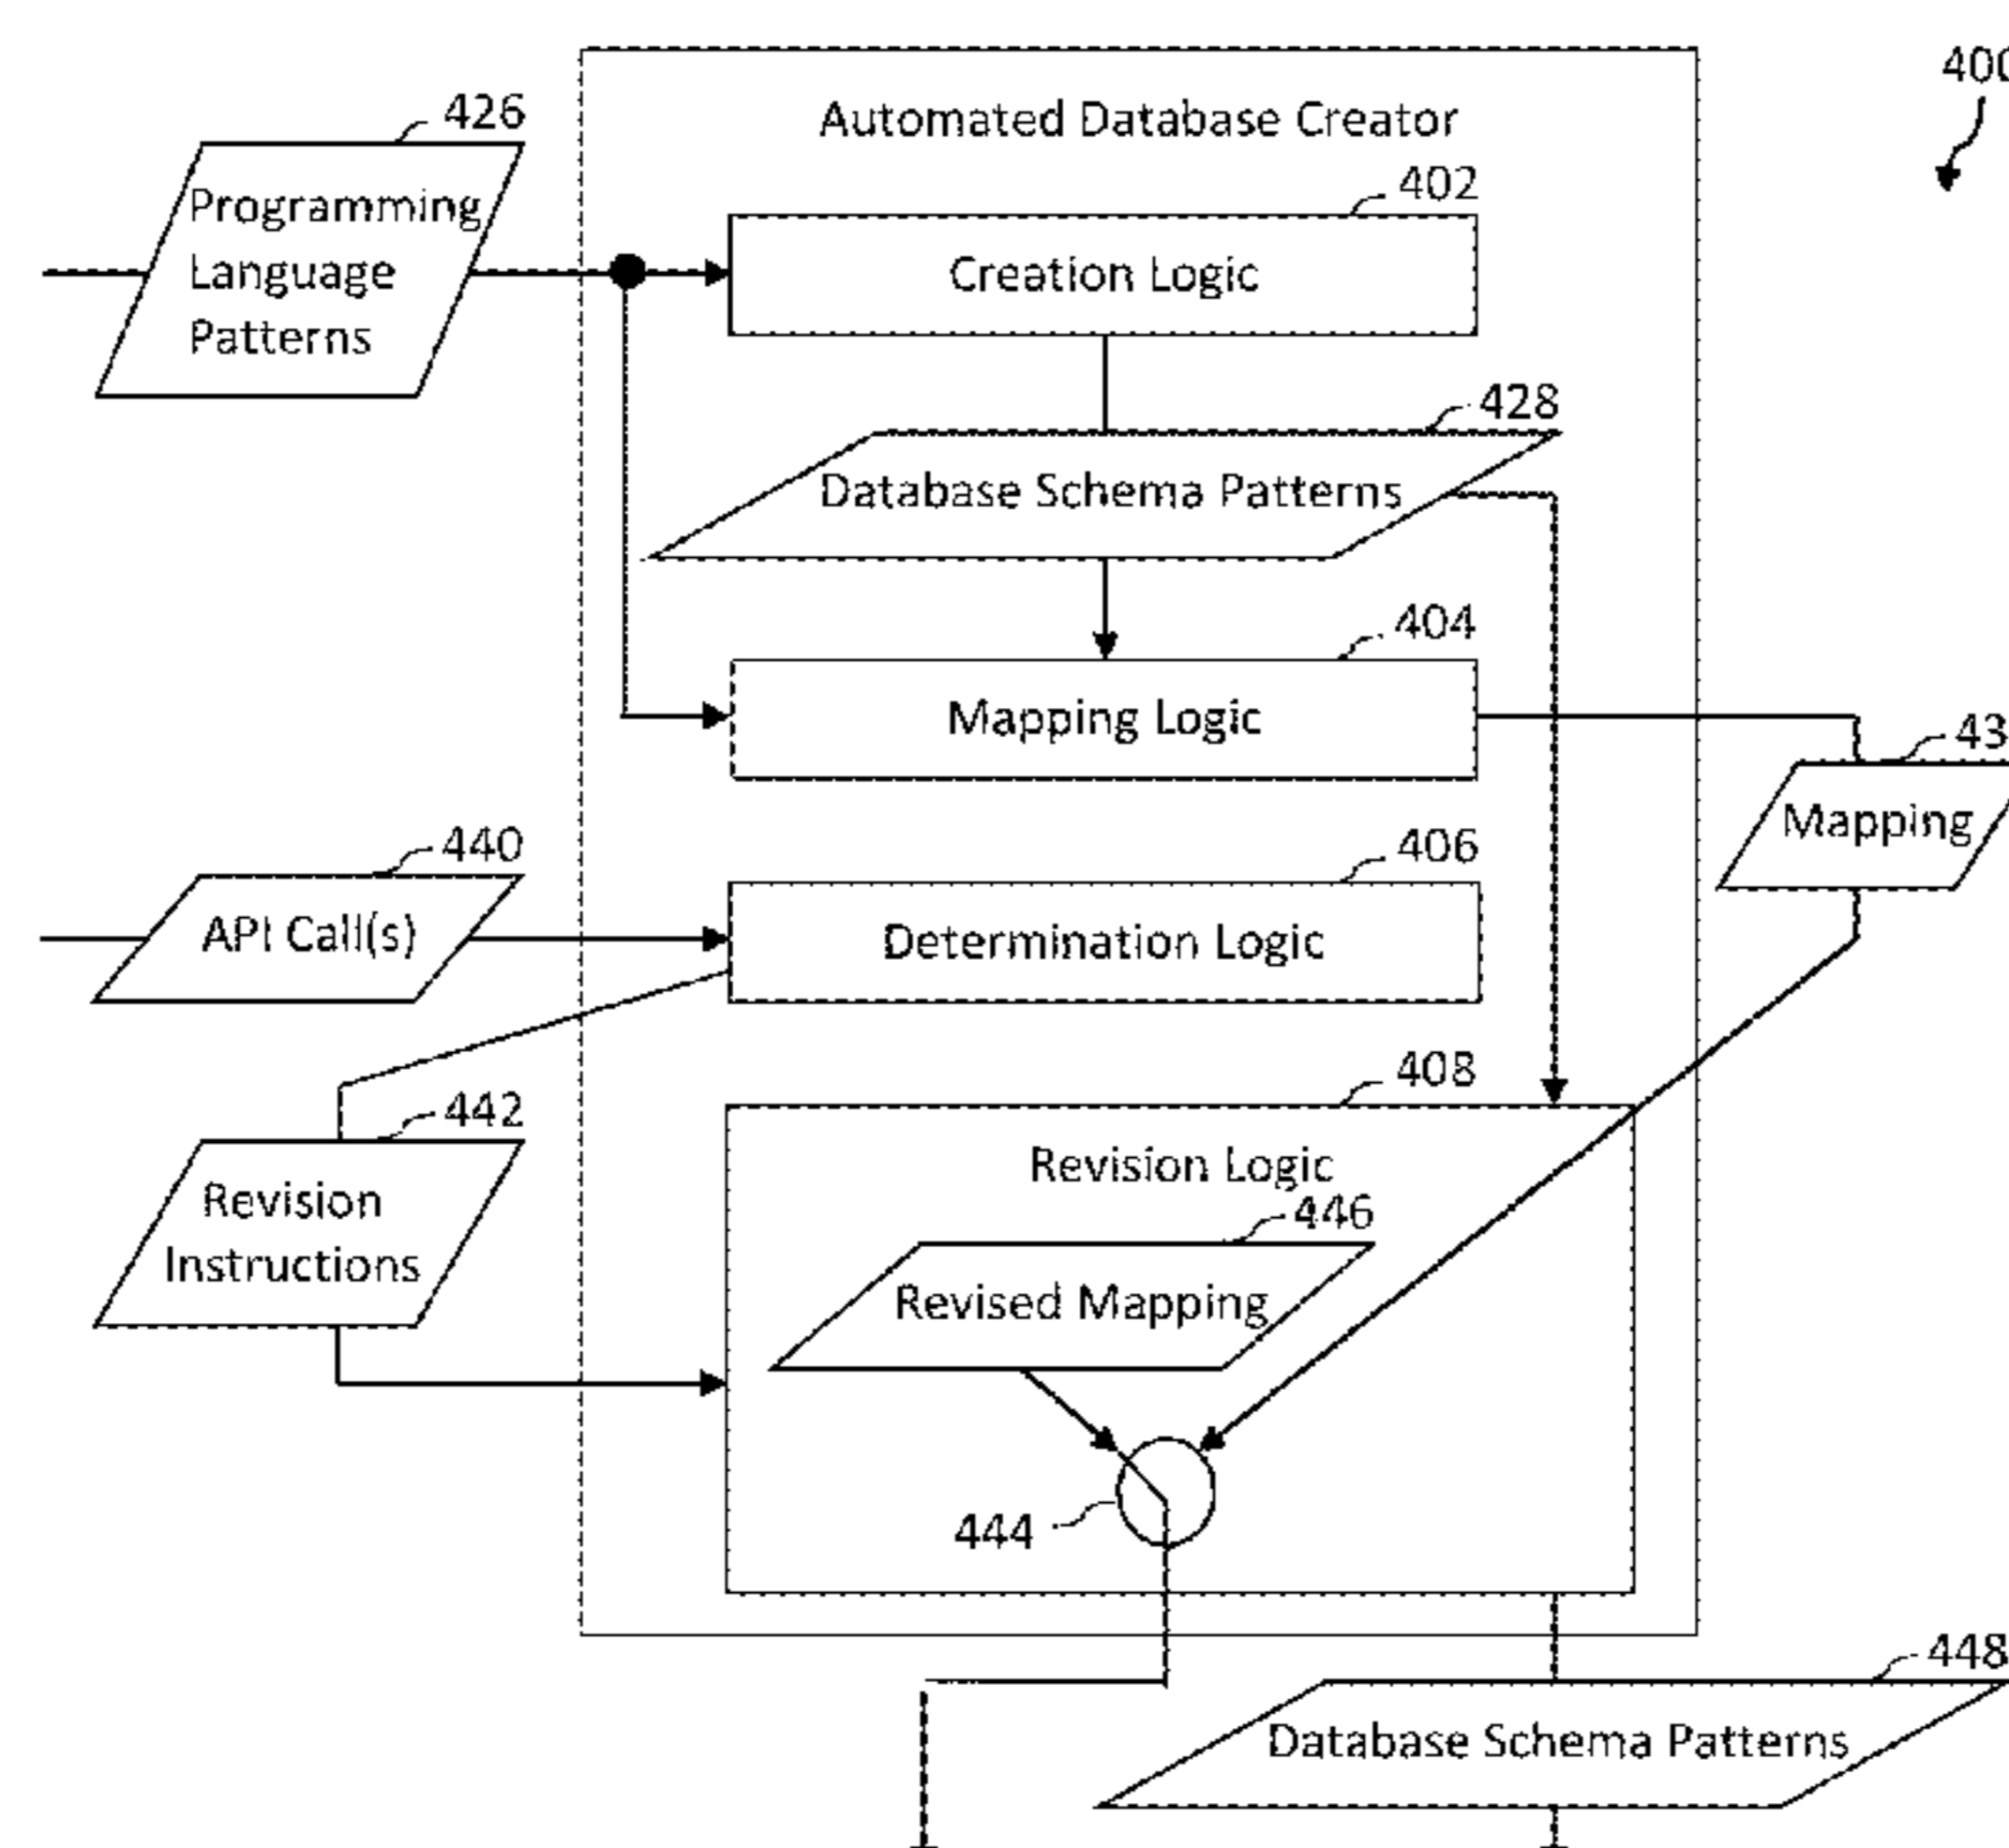 400
426
Automated Database Creator
Programming
Language
Patterns
402
Creation Logic
428
Database Schema Patterns
404
Mapping Logic
43
Mapping
440
API Call(s)
406
Determination Logic
408
442
Revision Logic
Revision
Instructions
446
Revised Mapping
444
448
Database Schema Patterns